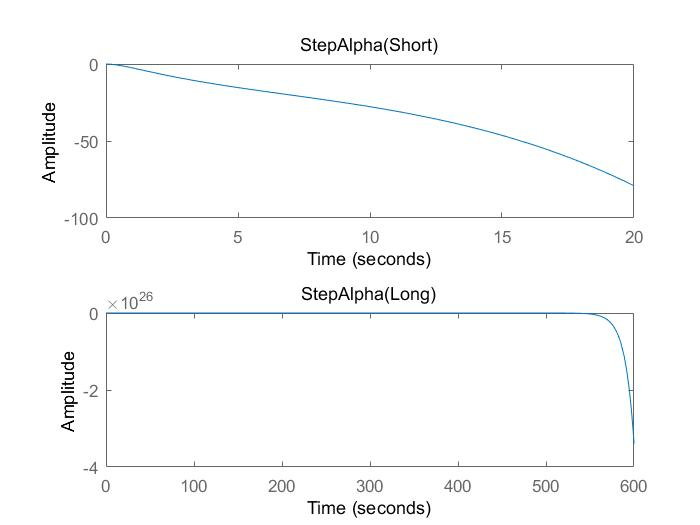 StepAlpha(Short)
0
-50
-100
Amplitude
0 5 10 15 20
Time (seconds)
StepAlpha(Long)
×10^26
0
-2
-4
Amplitude
0 100 200 300 400 500 600
Time (seconds)